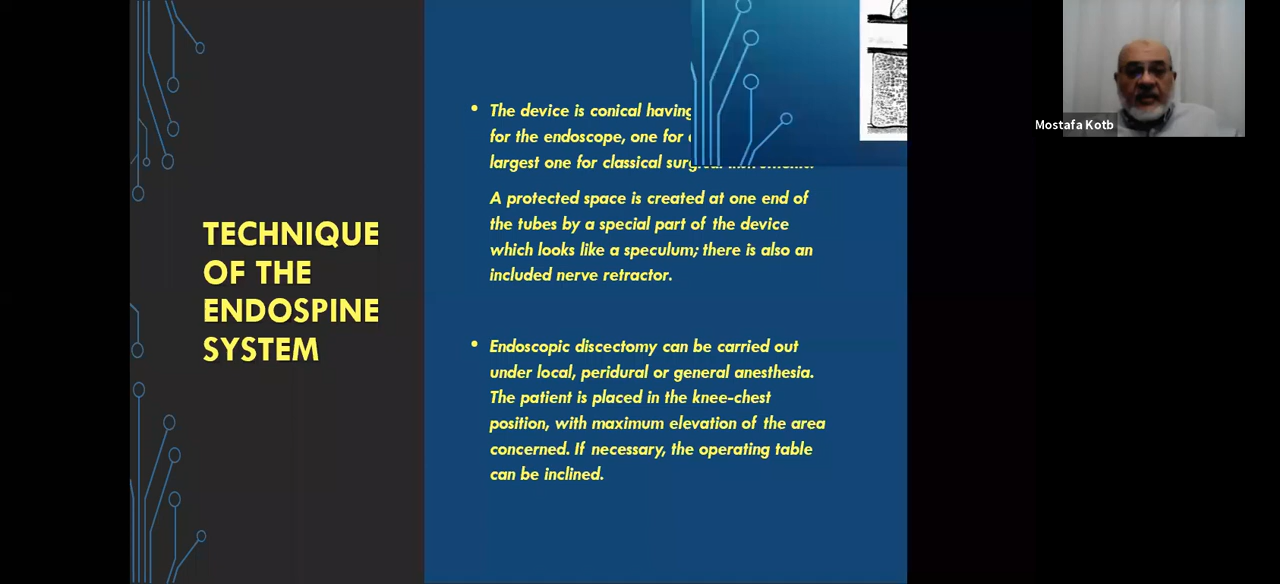 TECHNIQUE
OF THE
ENDOSPINE
SYSTEM
• The device is conical having
for the endoscope, one for
largest one for classical
A protected space is created at one end of
the tubes by a special part of the device
which looks like a speculum; there is also an
included nerve retractor.
• Endoscopic discectomy can be carried out
under local, peridural or general anesthesia.
The patient is placed in the knee-chest
position, with maximum elevation of the area
concerned. If necessary, the operating table
can be inclined.
Mostafa Kotb